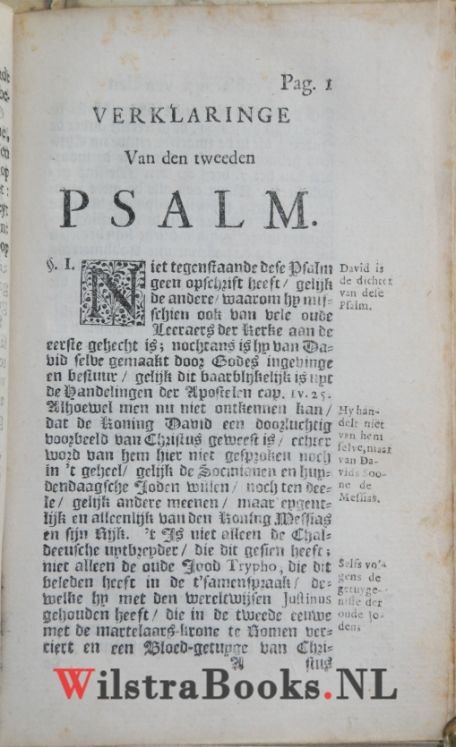 Pag. 1
VERKLARINGE
Van den tweeden
PSALM.
§. I. Niet tegenstaande dese Psalm
geen opschrift heeft / gelijk
de andere / waarom hy mis-
schien ook van vele oude
Leeraers der Kerke aan de
eerste gehecht is; nochtans is hy van Da-
vid selve gemaakt door Godes ingevinge
en bestuur / gelijk dit baarblykelijk is uyt
de Handelingen der Apostelen cap. IV. 25.
Alhoewel men nu niet ontkennen kan /
dat de Koning David een doorluchtig
voorbeeld van Christus geweest is / echter
word van hem hier niet gesproken noch
in 't geheel / gelijk de Socinianen en huy-
dendaagsche Joden willen / noch ten dee-
le / gelijk andere meenen / maar eygent-
lijk en alleenlijk van den Koning Messias
en sijn Rijk. 't Is niet alleen de Chal-
deeusche uytbreyder / die dit gesien heeft;
niet alleen de oude Jood Trypho, die dit
beleden heeft in de t'samenspraak / de-
welke hy met den wereltwijsen Justinus
gehouden heeft / die in de tweede eeuwe
met de martelaars-krone te Romen ver-
ciert en een Bloed-getuyge van Chri-
A stus
David is
de dichter
van dese
Psalm.
Hy han-
delt niet
van hem
selve, maar
van Da-
vids Soo-
ne de
Messias.
Selfs vol-
gens de
getuyge-
nisse der
oude Jo-
den.
WilstraBooks.NL